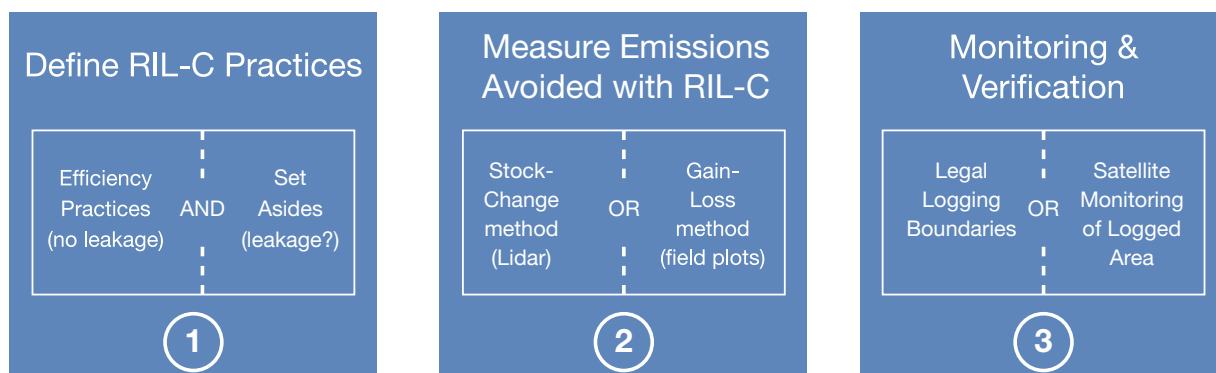 Define RIL-C Practices
Efficiency
Practices
(no leakage)
AND
Set
Asides
(leakage?)
1
Measure Emissions
Avoided with RIL-C
Stock-
Change
method
(Lidar)
OR
Gain-
Loss
method
(field plots)
2
Monitoring &
Verification
Legal
Logging
Boundaries
OR
Satellite
Monitoring
of Logged
Area
3